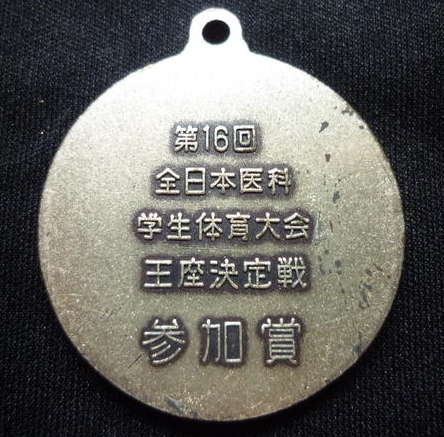 第16回
全日本医科
学生体育大会
王座決定戦
参加賞